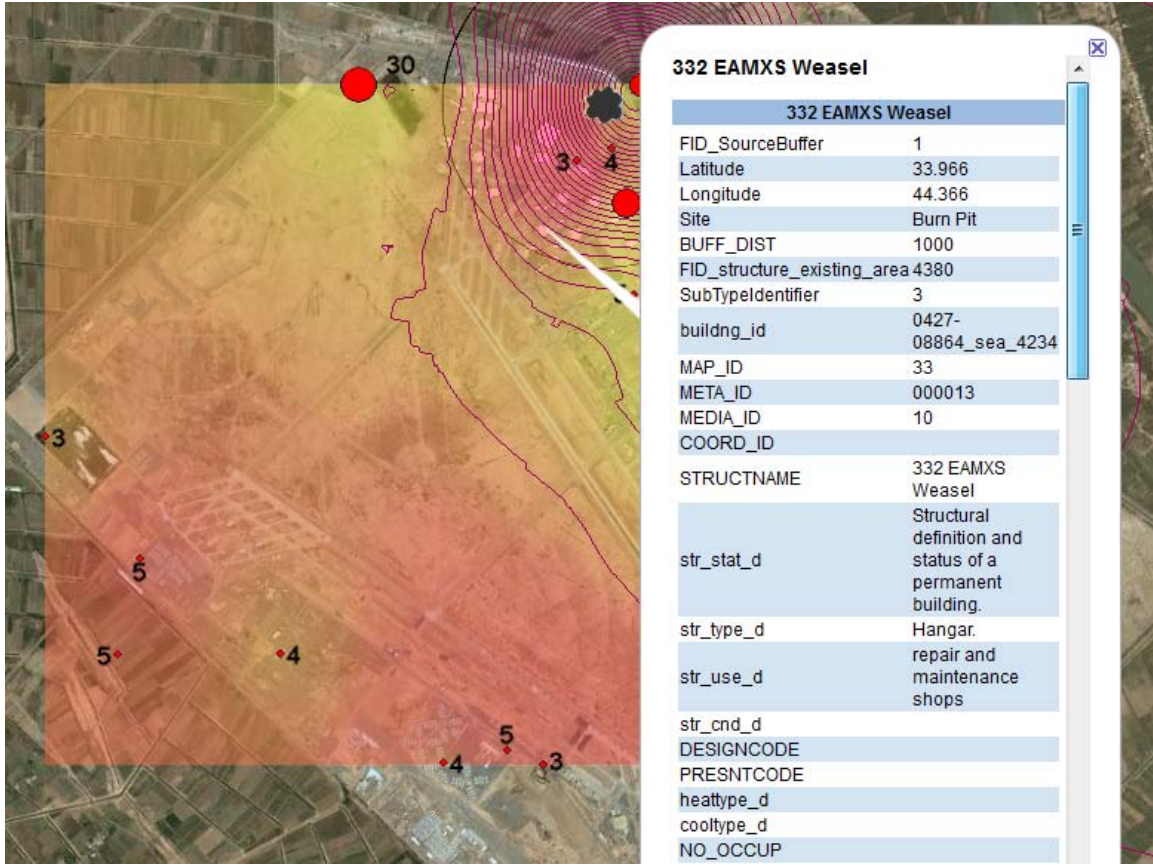 30
3
4
4
3
5
5
4
5
4
3
332 EAMXS Weasel
332 EAMXS Weasel
FID_SourceBuffer 1
Latitude 33.966
Longitude 44.366
Site Burn Pit
BUFF_DIST 1000
FID_structure_existing_area 4380
SubTypeIdentifier 3
buildng_id 0427-
08864_sea_4234
MAP_ID 33
META_ID 000013
MEDIA_ID 10
COORD_ID
STRUCTNAME 332 EAMXS
Weasel
str_stat_d Structural
definition and
status of a
permanent
building.
str_type_d Hangar.
str_use_d repair and
maintenance
shops
str_cnd_d
DESIGNCODE
PRESNTCODE
heattype_d
cooltype_d
NO_OCCUP